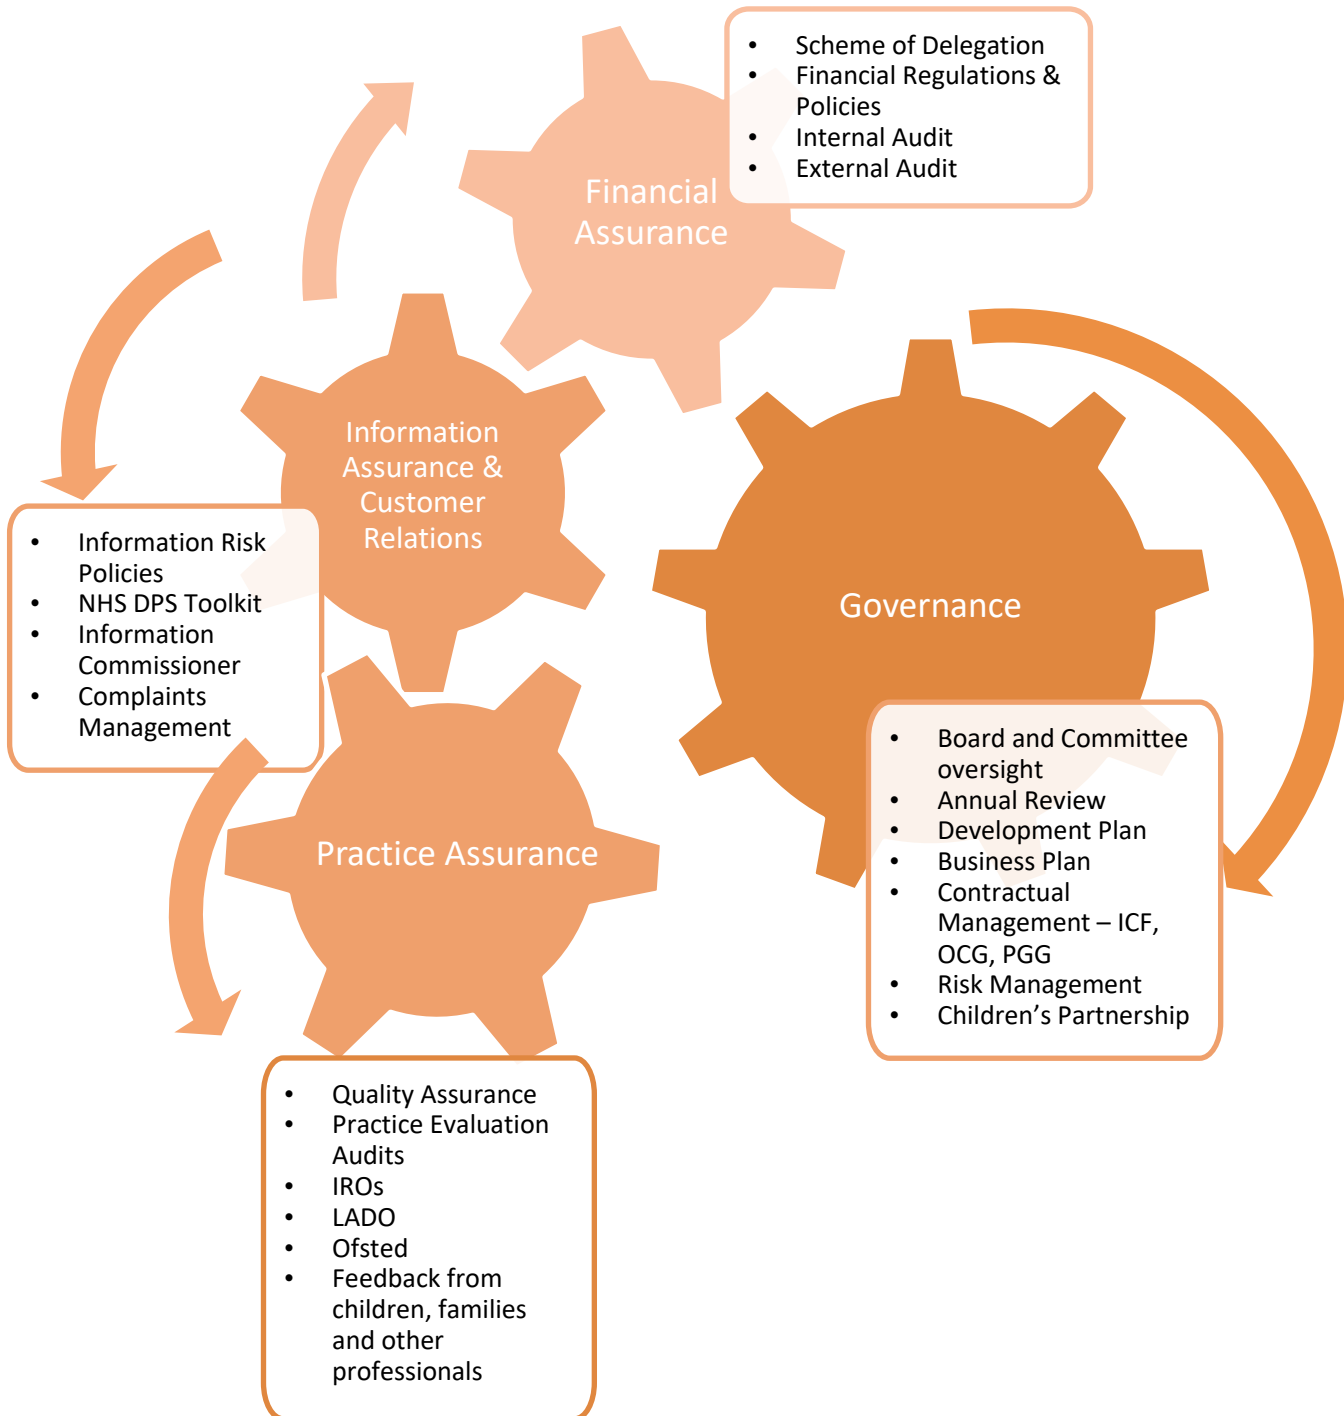 • Scheme of Delegation
• Financial Regulations &
Policies
• Internal Audit
• External Audit
Financial
Assurance
Information
Assurance &
Customer
Relations
• Information Risk
Policies
• NHS DPS Toolkit
• Information
Commissioner
• Complaints
Management
Governance
• Board and Committee
oversight
• Annual Review
• Development Plan
• Business Plan
• Contractual
Management – ICF,
OCG, PGG
• Risk Management
• Children’s Partnership
Practice Assurance
• Quality Assurance
• Practice Evaluation
Audits
• IROs
• LADO
• Ofsted
• Feedback from
children, families
and other
professionals